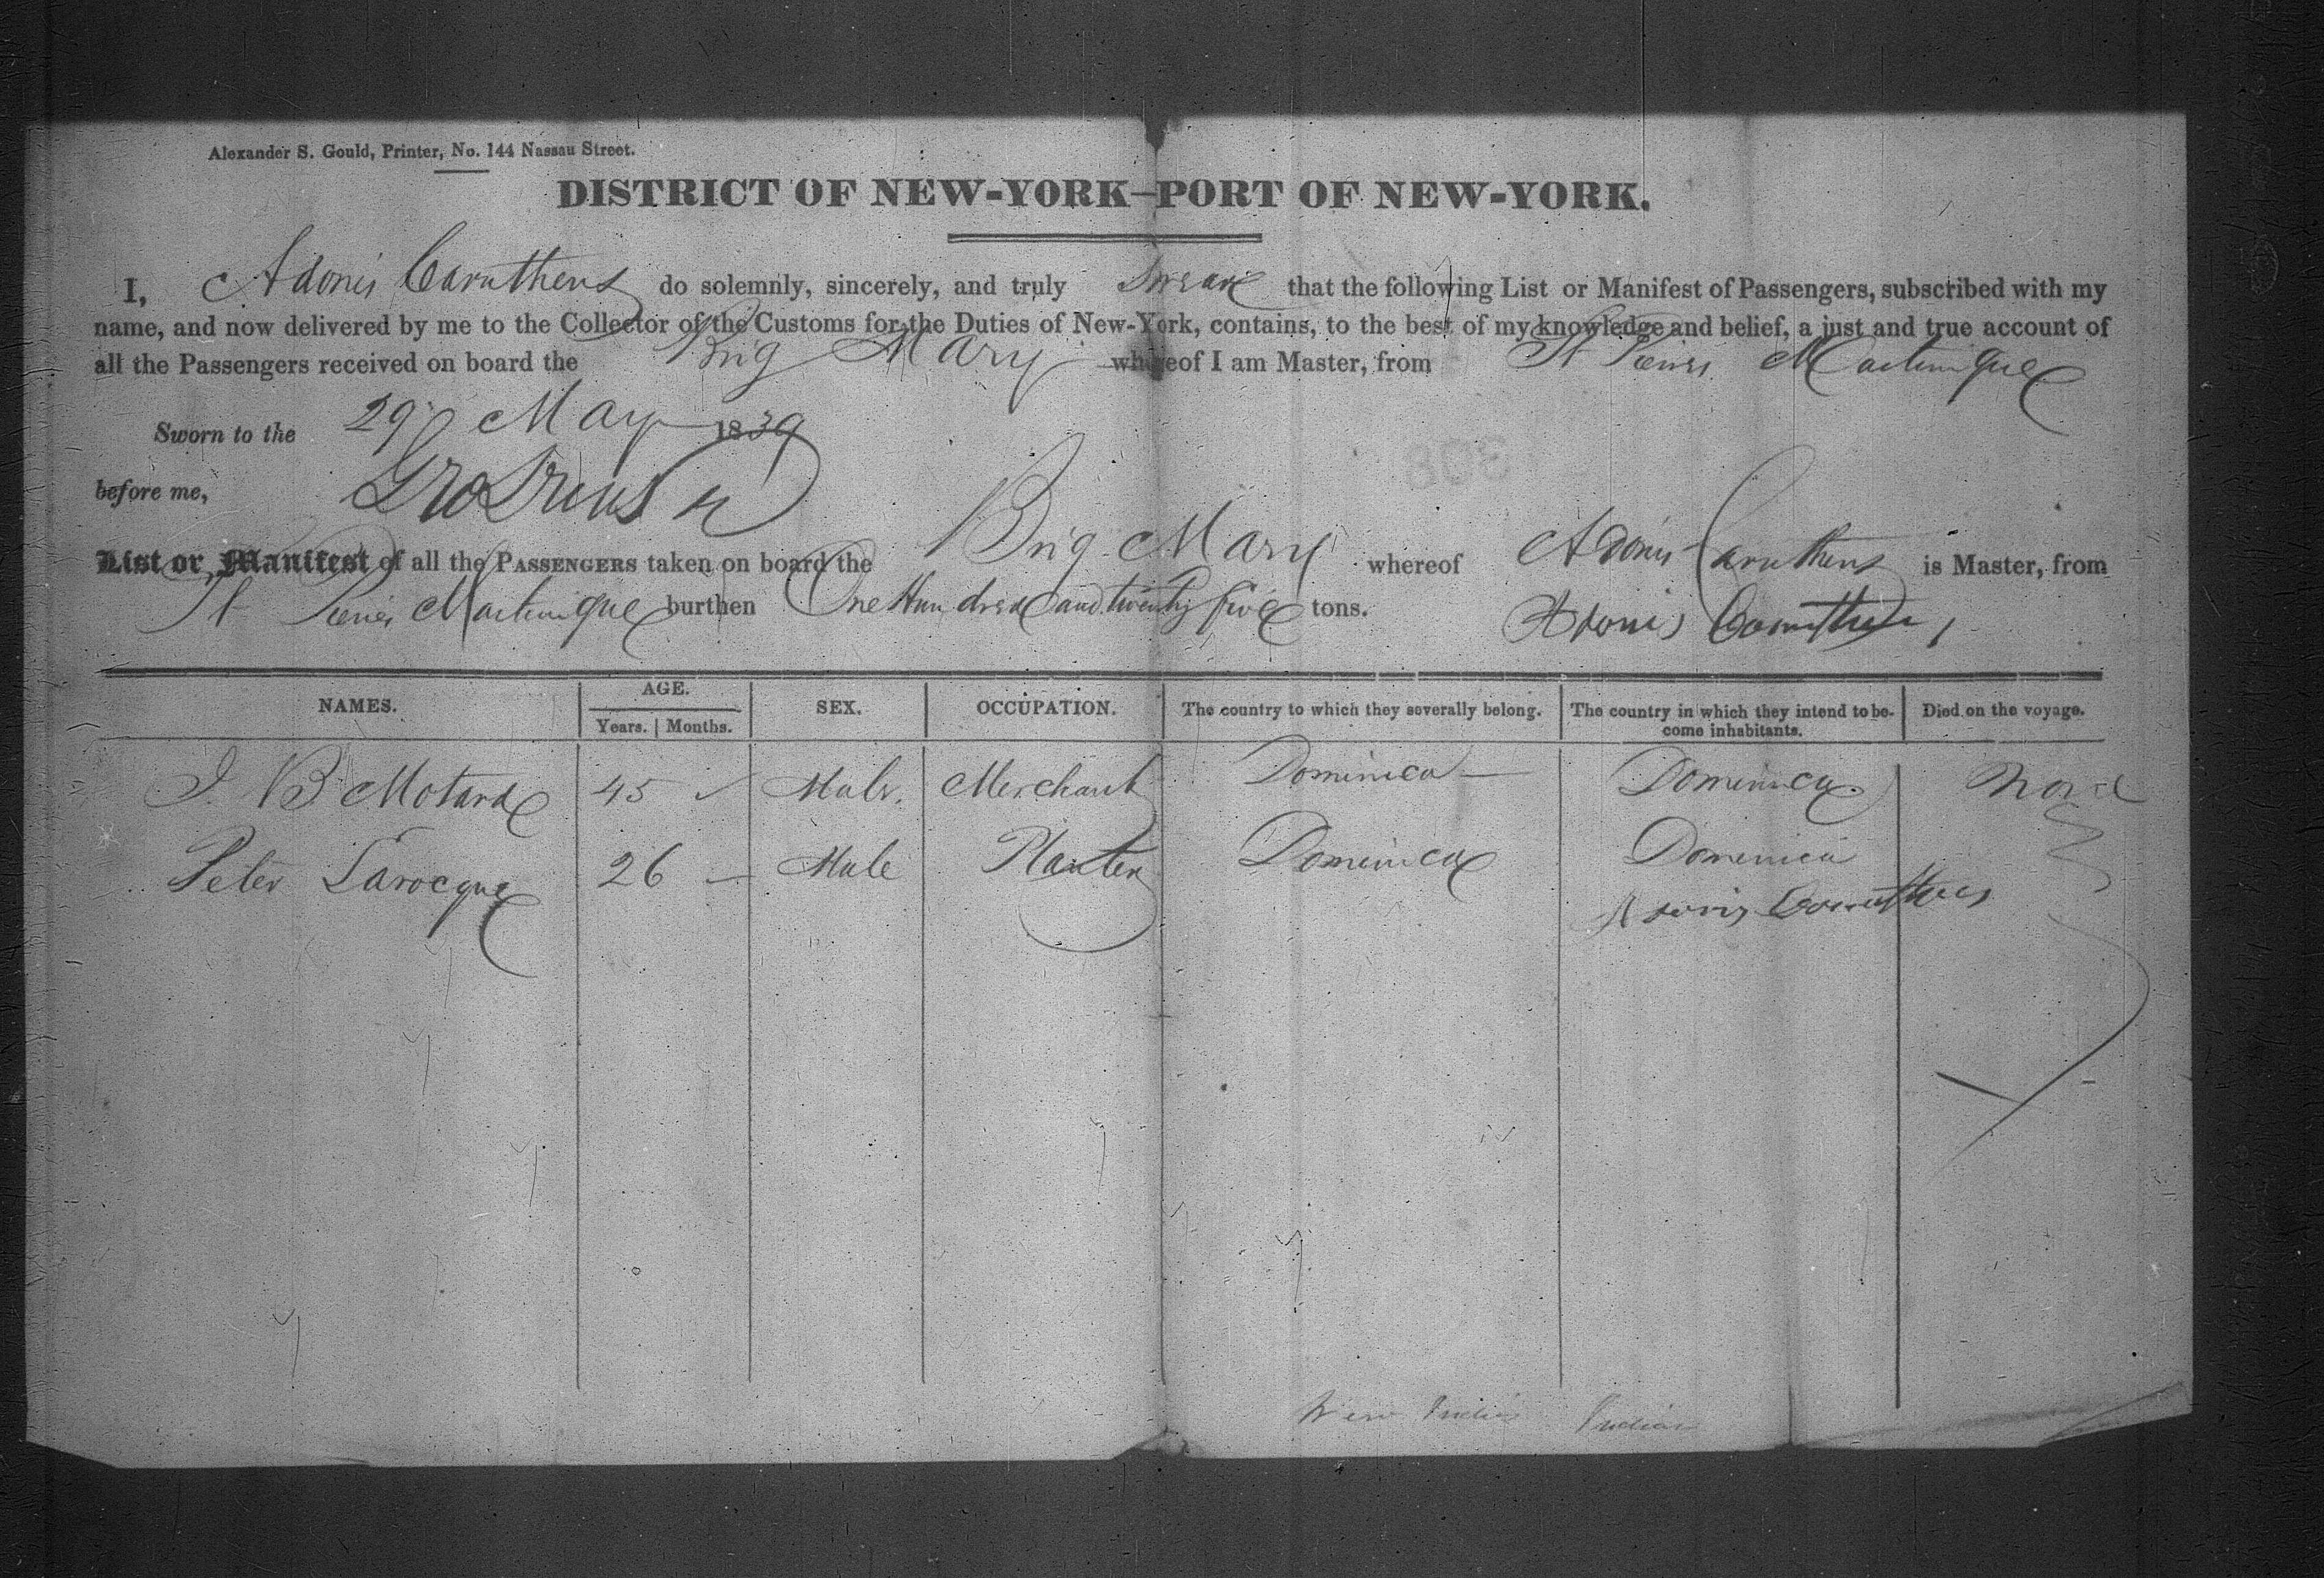 Alexander S. Gould, Printer, No. 144 Nassau Street.
DISTRICT OF NEW-YORK—PORT OF NEW-YORK.
I, Adonis Caruthers do solemnly, sincerely, and truly swear that the following List or Manifest of Passengers, subscribed with my
name, and now delivered by me to the Collector of the Customs for the Duties of New-York, contains, to the best of my knowledge and belief, a just and true account of
all the Passengers received on board the Brig Mary whereof I am Master, from St Pierres Martinique
Sworn to the 29 May 1839
before me,
List or Manifest of all the PASSENGERS taken on board the Brig Mary whereof Adonis Caruthers is Master, from
St Pierres Martinique burthen One Hundred and twenty five tons.
Adonis Caruthers
NAMES. AGE. SEX. OCCUPATION. The country to which they severally belong. The country in which they intend to be- Died on the voyage.
Years. Months. come inhabitants.
J. B Motard 45 Male. Merchant Dominica Dominica None
Peter Larocque 26 Male Planter Dominica Dominica
Adonis Caruthers
308